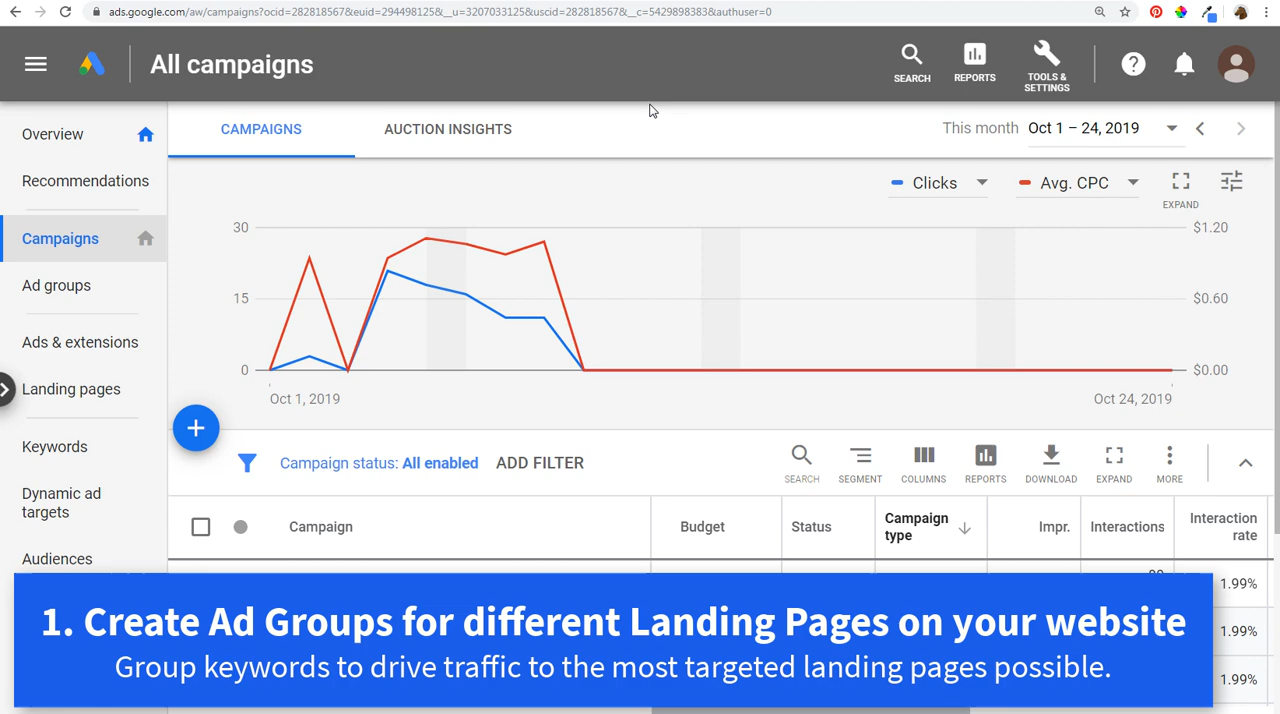 ads.google.com/aw/campaigns?ocid=282818567&euid=294498125&__u=3207033125&uscid=282818567&__c=5429898383&authuser=0
All campaigns
SEARCH
REPORTS
TOOLS &
SETTINGS
Overview
Recommendations
Campaigns
Ad groups
Ads & extensions
Landing pages
Keywords
Dynamic ad
targets
Audiences
CAMPAIGNS
AUCTION INSIGHTS
This month Oct 1 – 24, 2019
Clicks
Avg. CPC
EXPAND
30
$1.20
15
$0.60
0
$0.00
Oct 1, 2019
Oct 24, 2019
Campaign status: All enabled
ADD FILTER
SEARCH
SEGMENT
COLUMNS
REPORTS
DOWNLOAD
EXPAND
MORE
Campaign
Budget
Status
Campaign
type
Impr.
Interactions
Interaction
rate
1.99%
1.99%
1.99%
1. Create Ad Groups for different Landing Pages on your website
Group keywords to drive traffic to the most targeted landing pages possible.